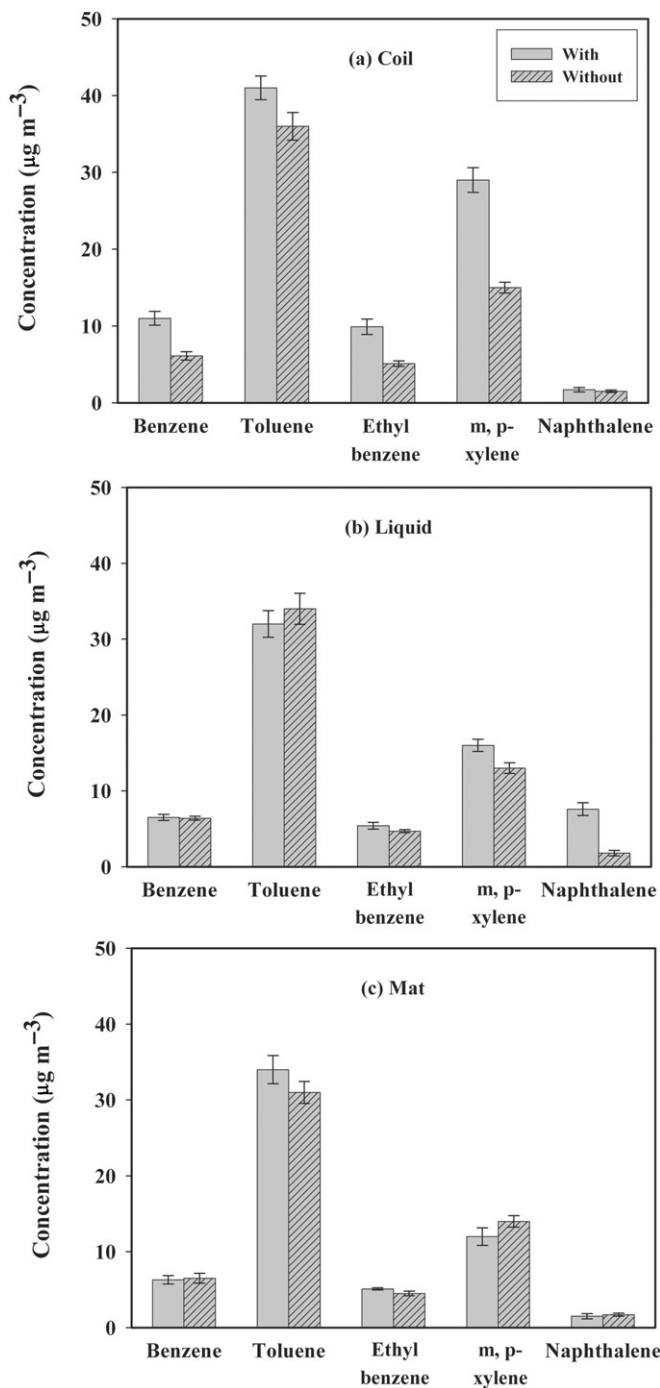 (a) Coil
With
Without
Concentration (µg m−3)
50
40
30
20
10
0
Benzene Toluene Ethyl benzene m, p-xylene Naphthalene
(b) Liquid
Concentration (µg m−3)
50
40
30
20
10
0
Benzene Toluene Ethyl benzene m, p-xylene Naphthalene
(c) Mat
Concentration (µg m−3)
50
40
30
20
10
0
Benzene Toluene Ethyl benzene m, p-xylene Naphthalene